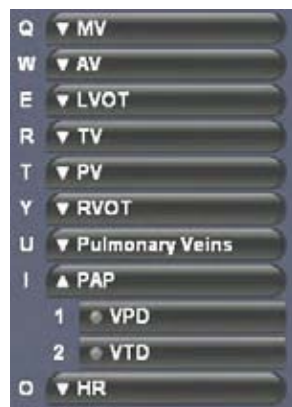 Q ▼ MV
W ▼ AV
E ▼ LVOT
R ▼ TV
T ▼ PV
Y ▼ RVOT
U ▼ Pulmonary Veins
I ▲ PAP
1 VPD
2 VTD
O ▼ HR